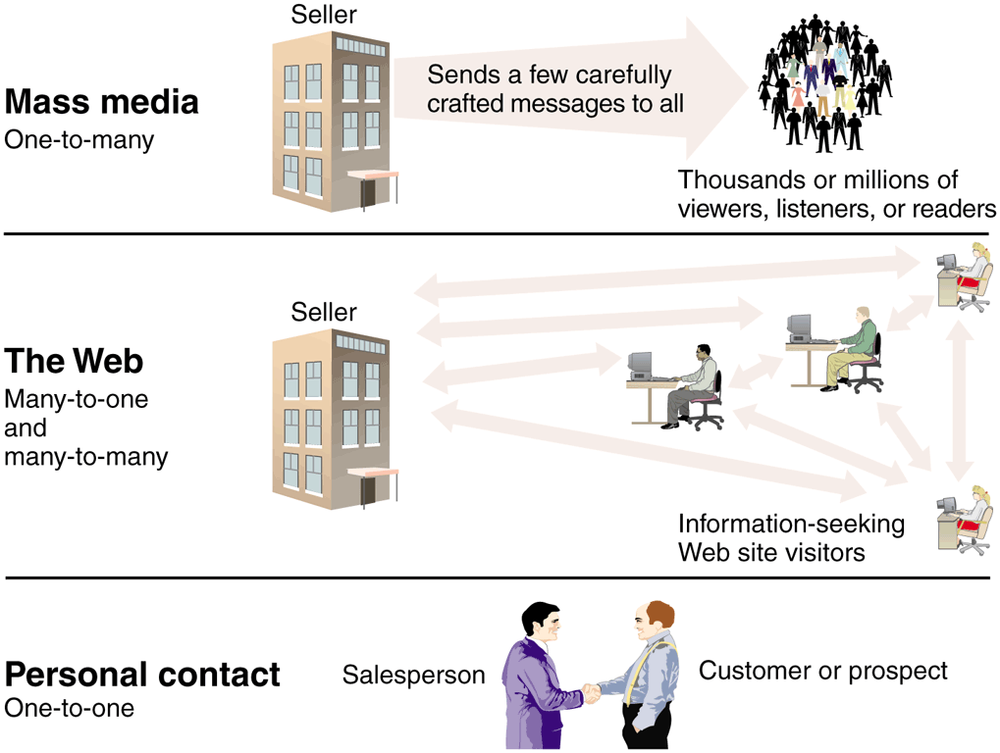 Seller
Sends a few carefully
crafted messages to all
Mass media
One-to-many
Thousands or millions of
viewers, listeners, or readers
Seller
The Web
Many-to-one
and
many-to-many
Information-seeking
Web site visitors
Personal contact
One-to-one
Salesperson
Customer or prospect